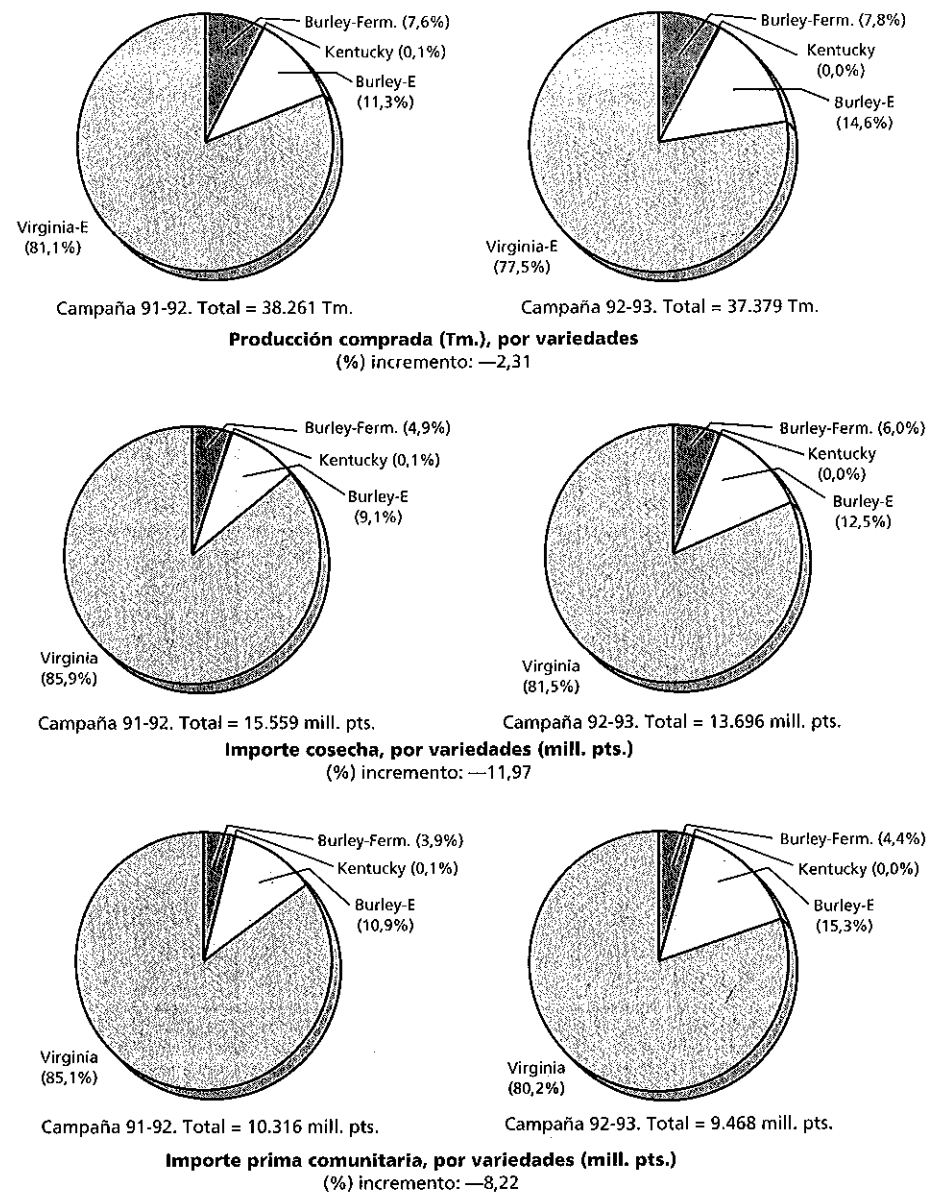 Burley-Ferm. (7,6%)
Kentucky (0,1%)
Burley-E
(11,3%)
Virginia-E
(81,1%)
Campaña 91-92. Total = 38.261 Tm.
Burley-Ferm. (7,8%)
Kentucky
(0,0%)
Burley-E
(14,6%)
Virginia-E
(77,5%)
Campaña 92-93. Total = 37.379 Tm.
Producción comprada (Tm.), por variedades
(%) incremento: —2,31
Burley-Ferm. (4,9%)
Kentucky (0,1%)
Burley-E
(9,1%)
Virginia
(85,9%)
Campaña 91-92. Total = 15.559 mill. pts.
Burley-Ferm. (6,0%)
Kentucky
(0,0%)
Burley-E
(12,5%)
Virginia
(81,5%)
Campaña 92-93. Total = 13.696 mill. pts.
Importe cosecha, por variedades (mill. pts.)
(%) incremento: —11,97
Burley-Ferm. (3,9%)
Kentucky (0,1%)
Burley-E
(10,9%)
Virginia
(85,1%)
Campaña 91-92. Total = 10.316 mill. pts.
Burley-Ferm. (4,4%)
Kentucky (0,0%)
Burley-E
(15,3%)
Virginia
(80,2%)
Campaña 92-93. Total = 9.468 mill. pts.
Importe prima comunitaria, por variedades (mill. pts.)
(%) incremento: —8,22